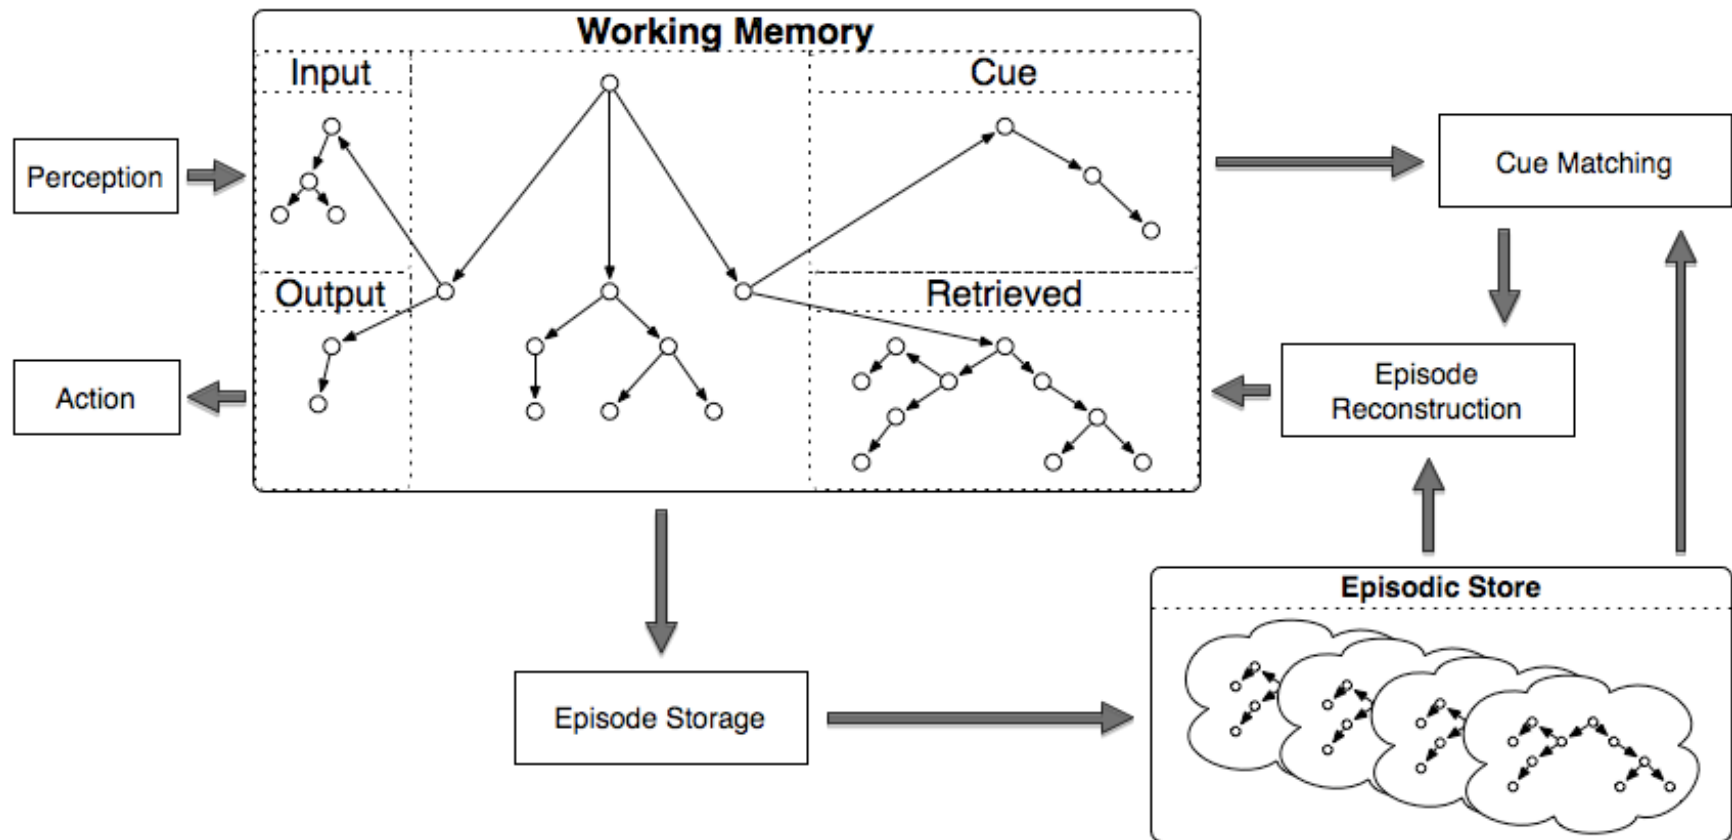 Working Memory
Input
Cue
Perception
Cue Matching
Output
Retrieved
Action
Episode
Reconstruction
Episodic Store
Episode Storage